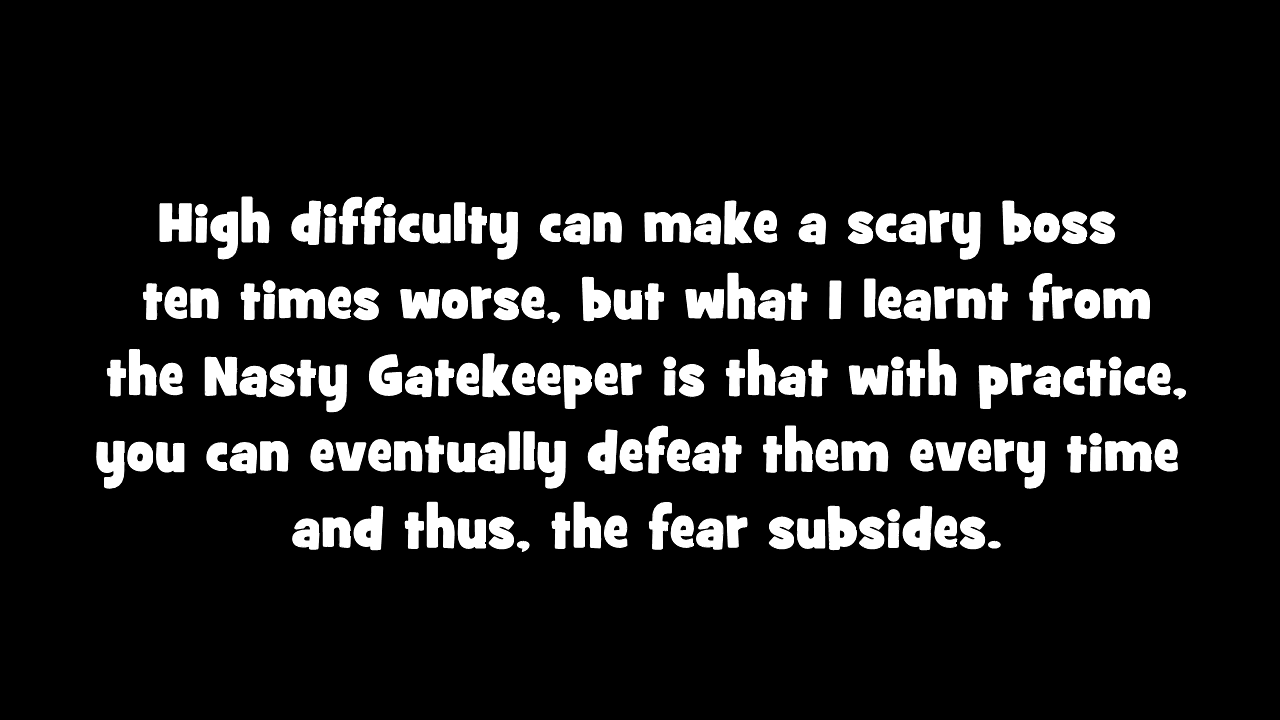 High difficulty can make a scary boss
ten times worse, but what I learnt from
the Nasty Gatekeeper is that with practice,
you can eventually defeat them every time
and thus, the fear subsides.